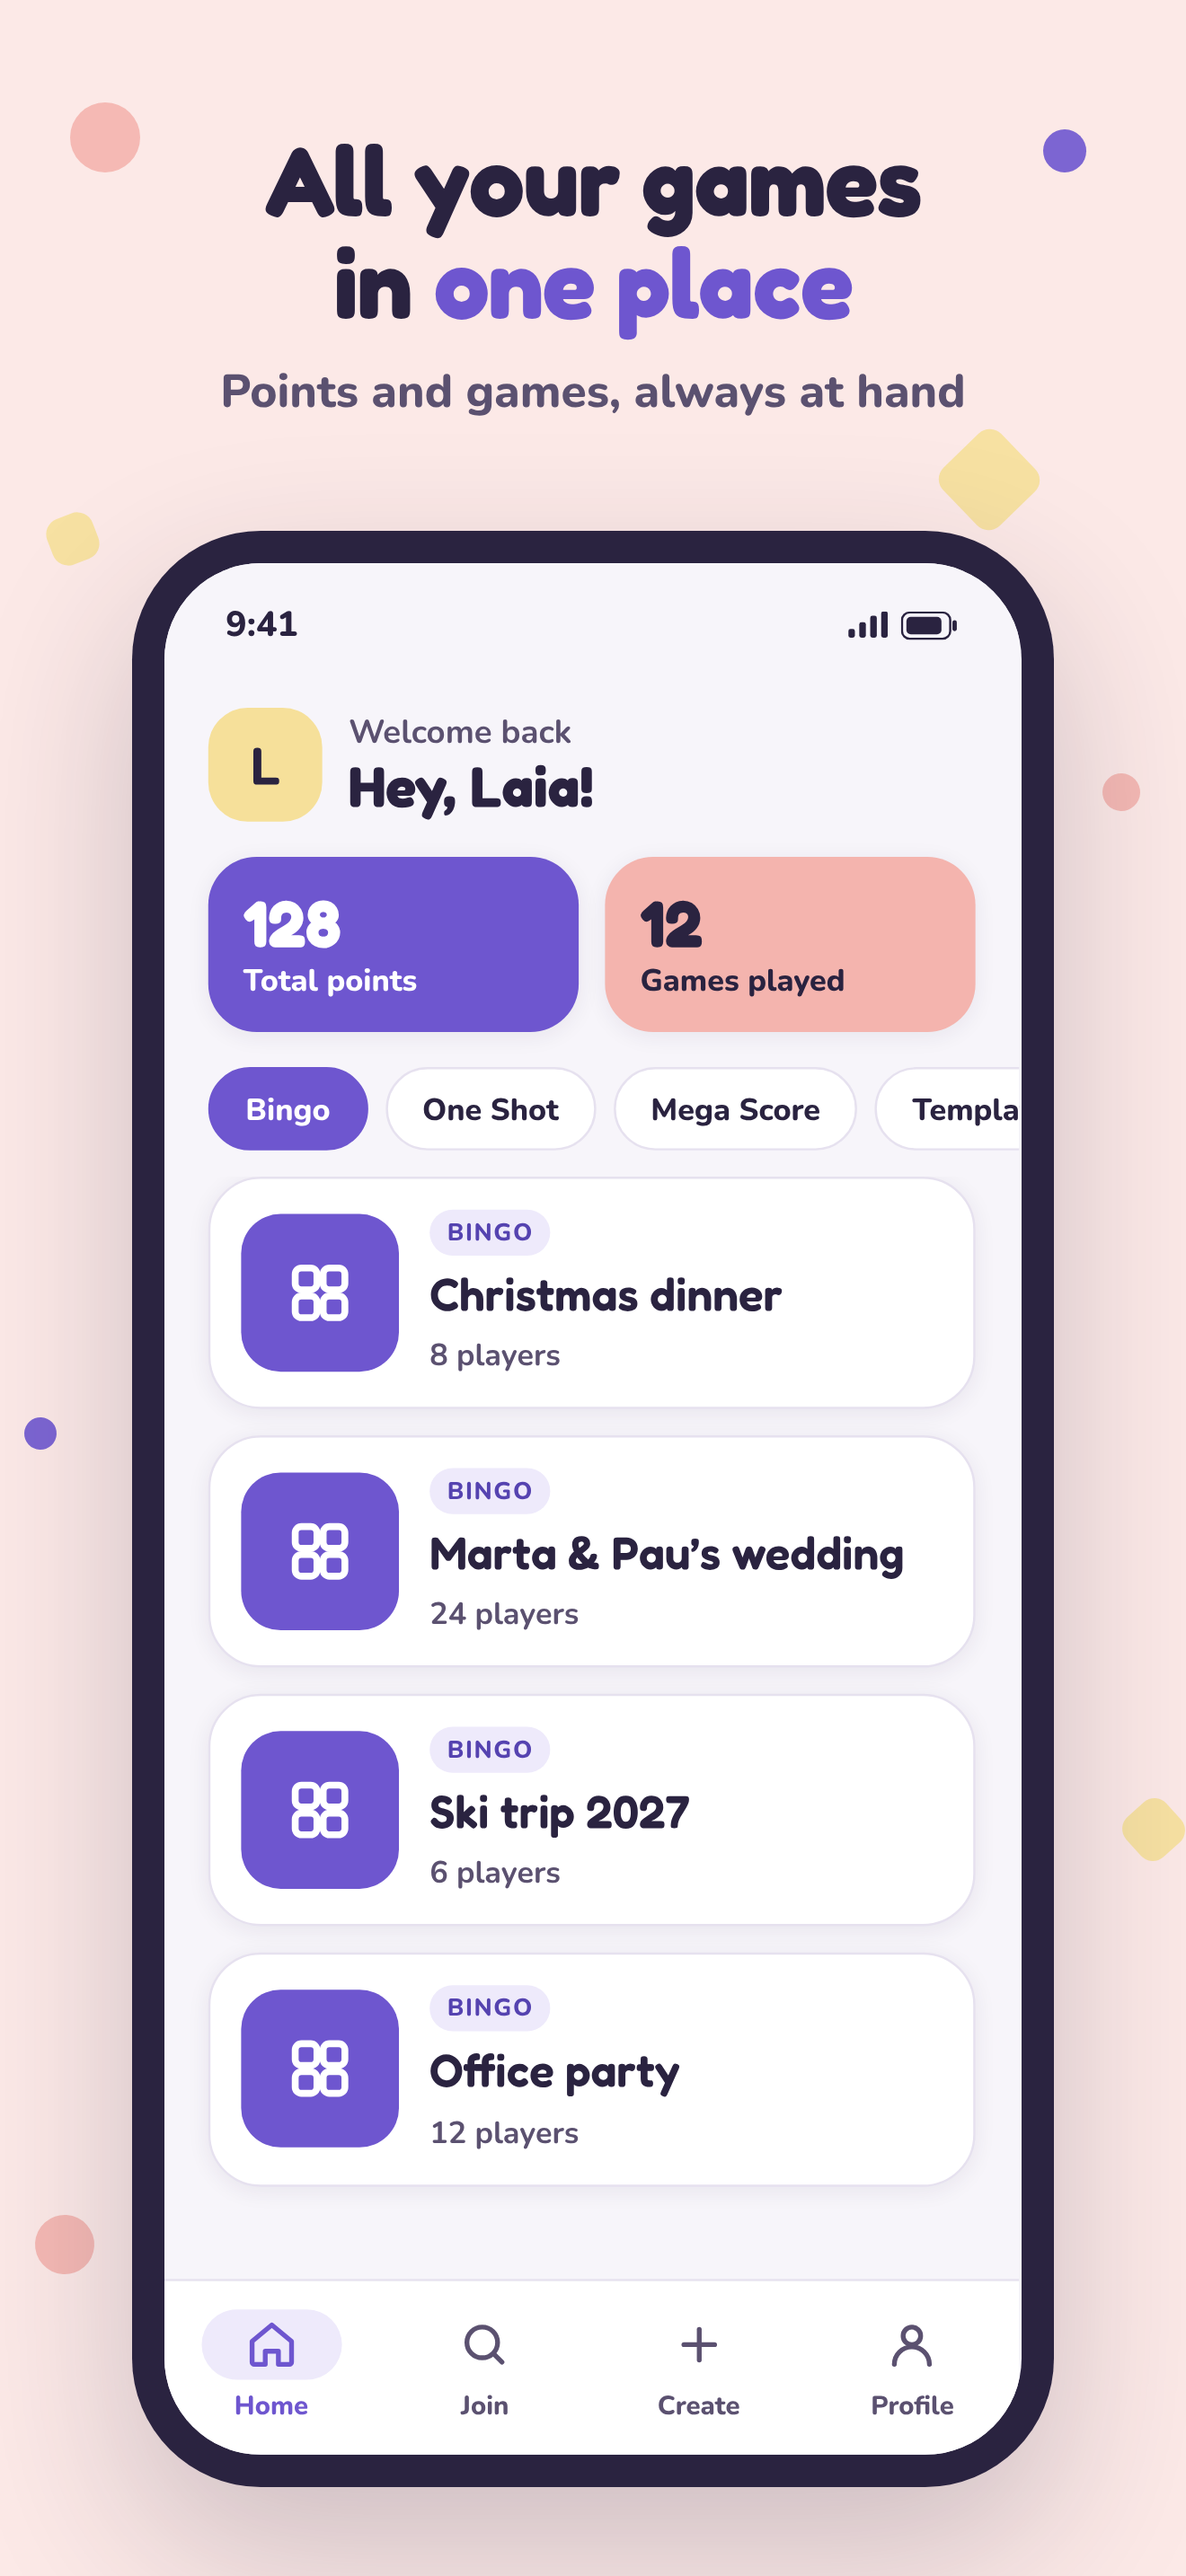 All your games
in one place
Points and games, always at hand
9:41
L
Welcome back
Hey, Laia!
128
Total points
12
Games played
Bingo
One Shot
Mega Score
Templa
BINGO
Christmas dinner
8 players
BINGO
Marta & Pau’s wedding
24 players
BINGO
Ski trip 2027
6 players
BINGO
Office party
12 players
Home
Join
Create
Profile